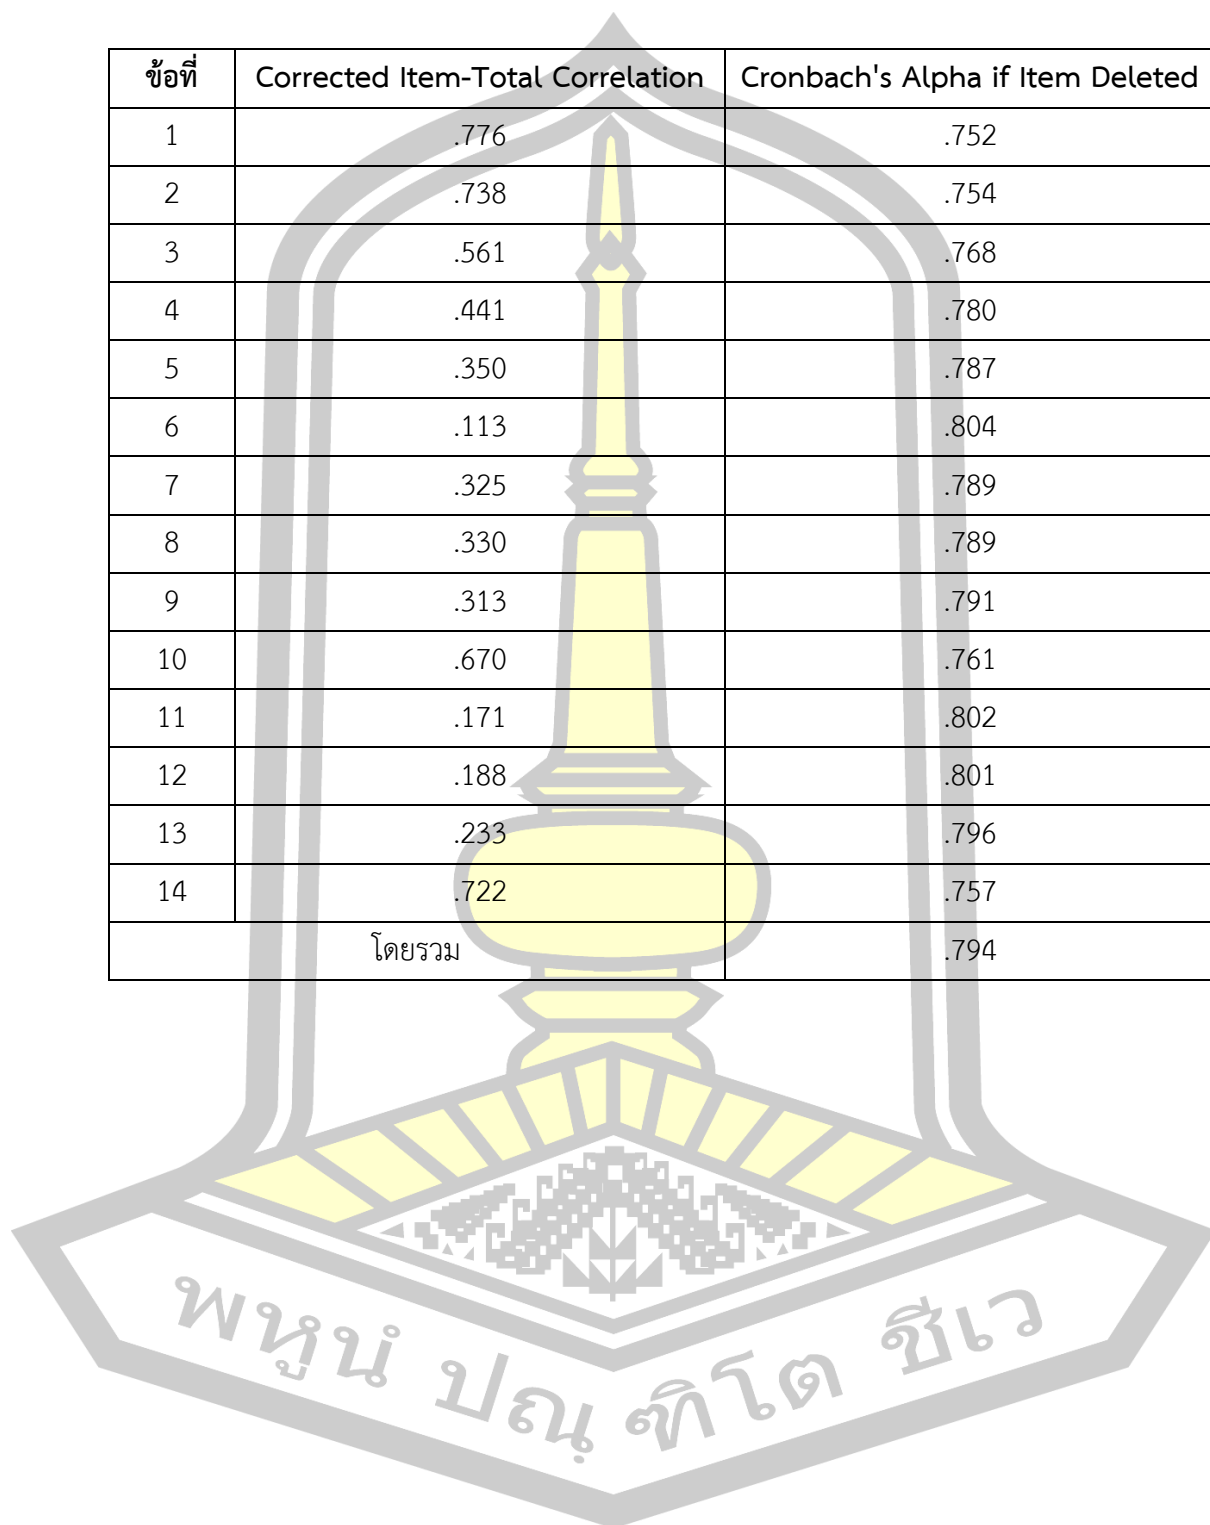 ข้อที่ Corrected Item-Total Correlation Cronbach's Alpha if Item Deleted
1 .776 .752
2 .738 .754
3 .561 .768
4 .441 .780
5 .350 .787
6 .113 .804
7 .325 .789
8 .330 .789
9 .313 .791
10 .670 .761
11 .171 .802
12 .188 .801
13 .233 .796
14 .722 .757
โดยรวม .794
พหูนํ ปณฺฑิโต ชีเว